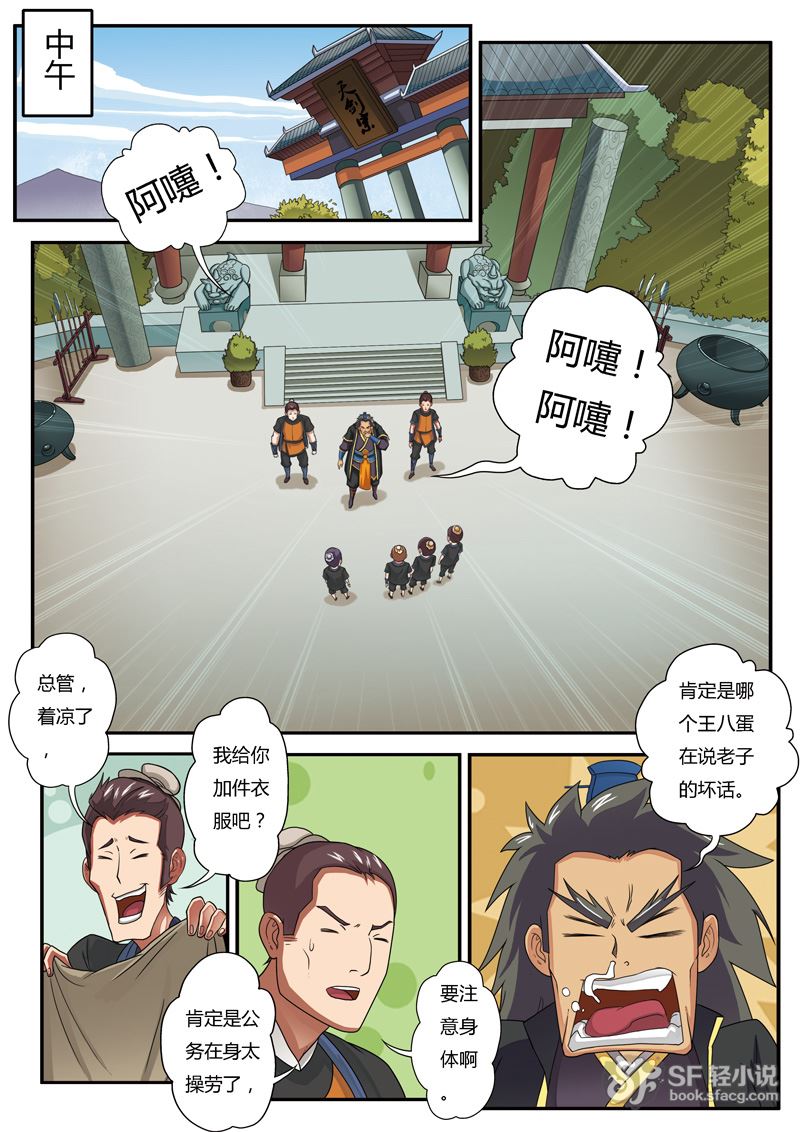 中午
天剑宗
阿嚏！
阿嚏！
阿嚏！
总管，
着凉了
，
我给你
加件衣
服吧？
肯定是公
务在身太
操劳了，
要注
意身
体啊
。
肯定是哪
个王八蛋
在说老子
的坏话。
SF轻小说
book.sfacg.com